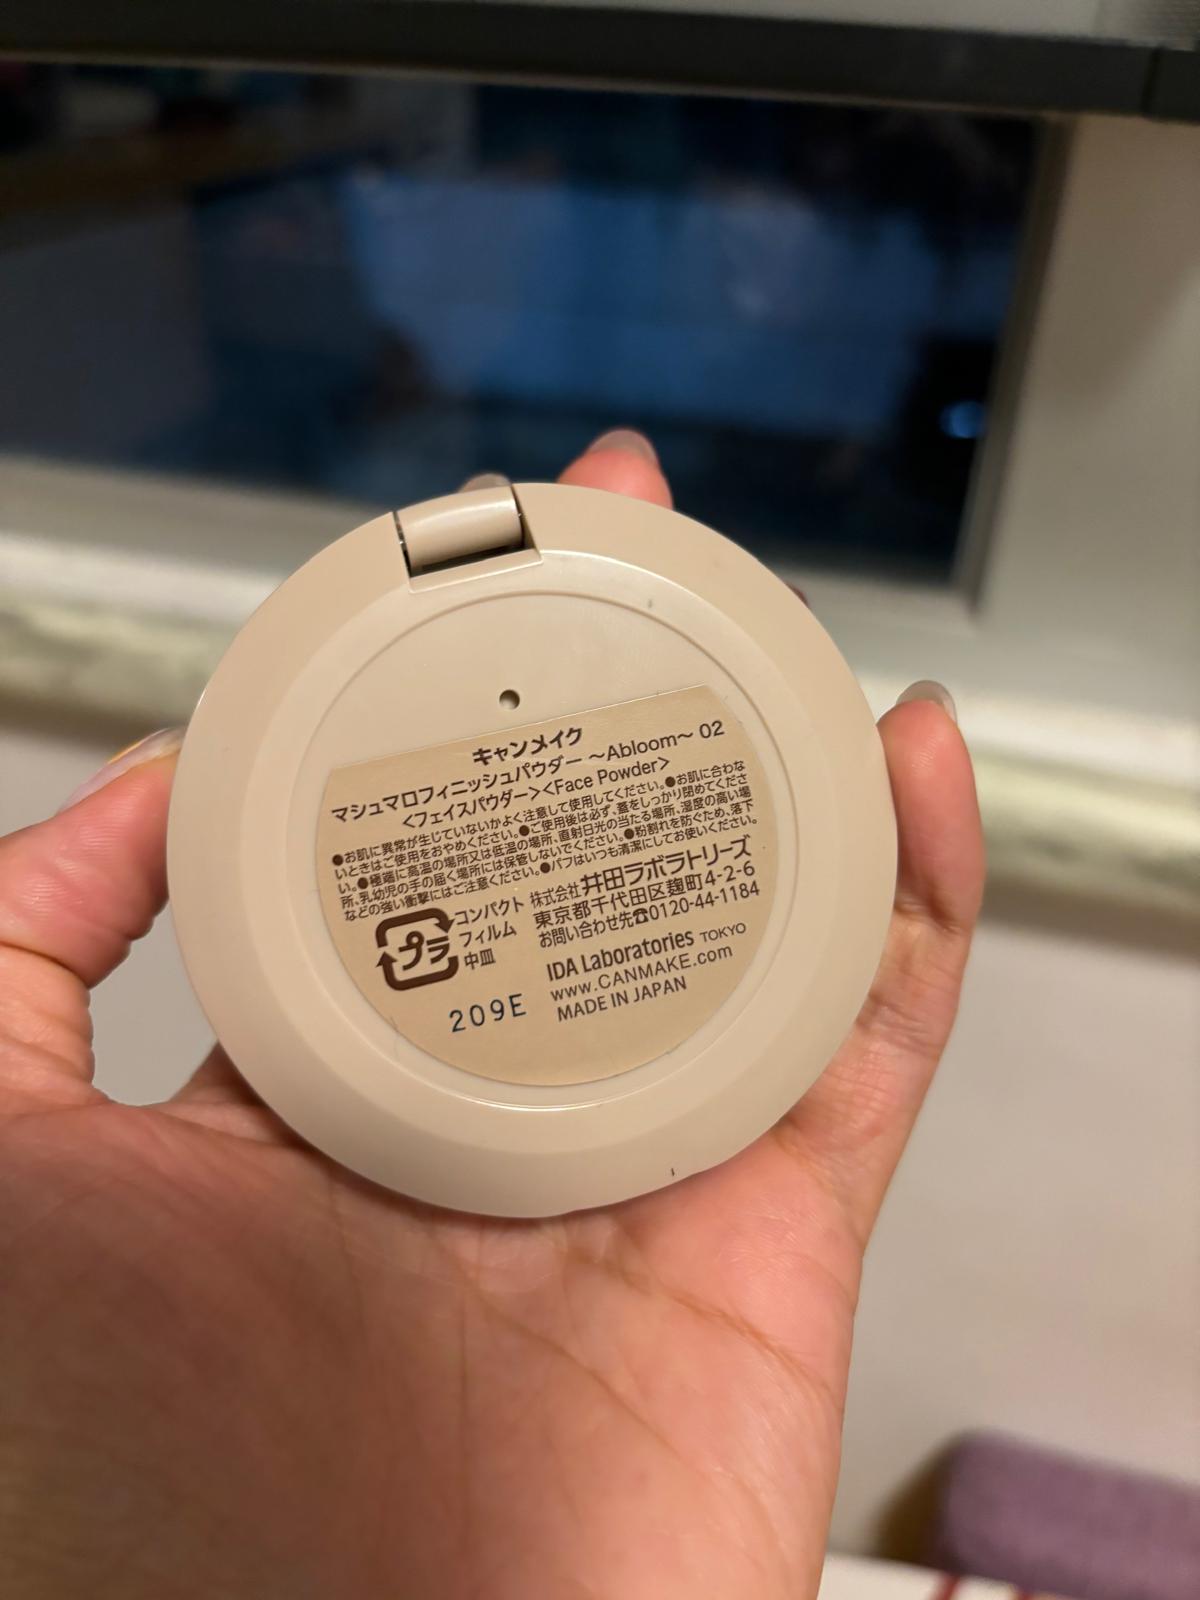 キャンメイク
マシュマロフィニッシュパウダー ～Abloom～ 02
<フェイスパウダー><Face Powder>
●お肌に異常が生じていないかよく注意して使用してください。●お肌に合わな
いときはご使用をおやめください。●ご使用後は必ず、蓋をしっかり閉めてくださ
い。●極端に高温の場所又は低温の場所、直射日光の当たる場所、湿度の高い場
所、乳幼児の手の届く場所には保管しないでください。●粉割れを防ぐため、落下
などの強い衝撃にはご注意ください。●パフはいつも清潔にしてお使いください。
プラ
コンパクト
フィルム
中皿
株式会社井田ラボラトリーズ
東京都千代田区麹町4-2-6
お問い合わせ先☎0120-44-1184
IDA Laboratories TOKYO
www.CANMAKE.com
MADE IN JAPAN
209E